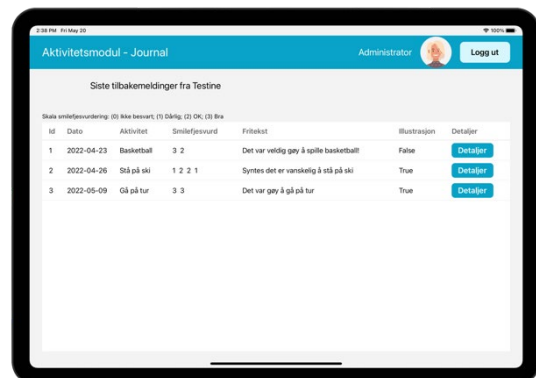 2:38 PM Fri May 20 100%
Aktivitetsmodul - Journal Administrator Logg ut
Siste tilbakemeldinger fra Testine
Skala smilefjesvurdering: (0) Ikke besvart; (1) Dårlig; (2) OK; (3) Bra
Id Dato Aktivitet Smilefjesvurd Fritekst Illustrasjon Detaljer
1 2022-04-23 Basketball 3 2 Det var veldig gøy å spille basketball! False Detaljer
2 2022-04-26 Stå på ski 1 2 2 1 Syntes det er vanskelig å stå på ski True Detaljer
3 2022-05-09 Gå på tur 3 3 Det var gøy å gå på tur True Detaljer